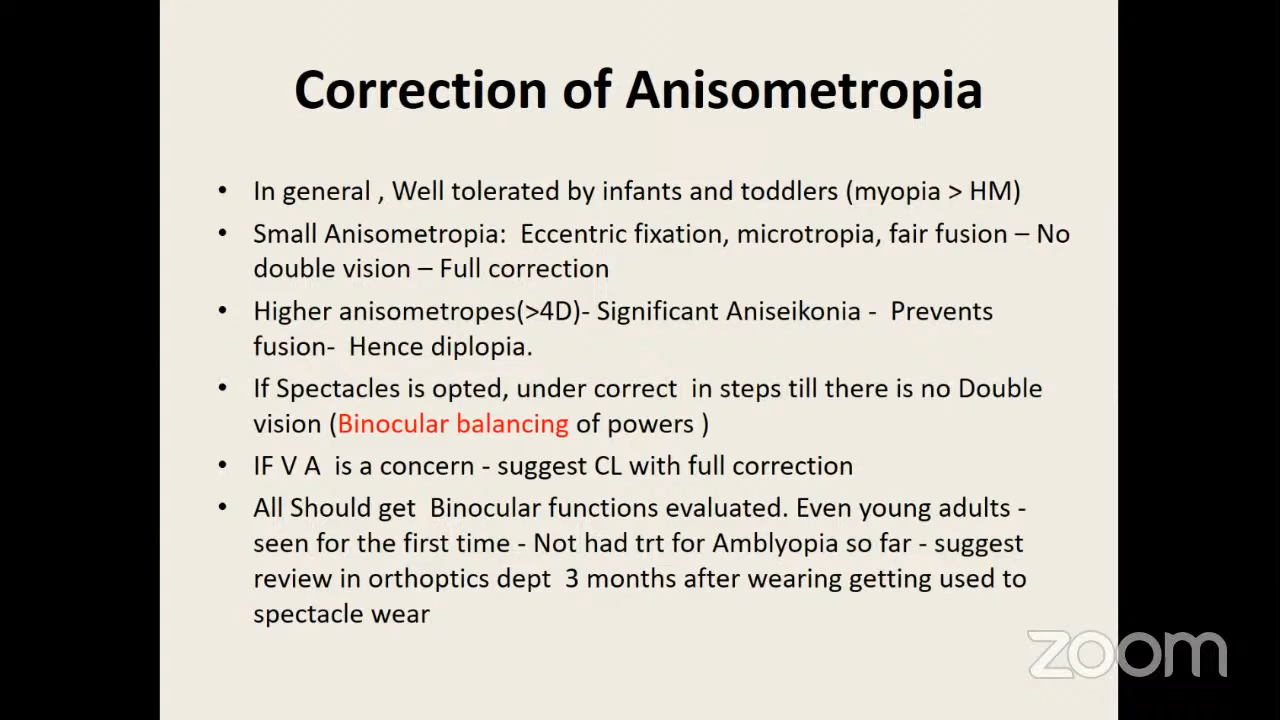 Correction of Anisometropia
• In general , Well tolerated by infants and toddlers (myopia > HM)
• Small Anisometropia: Eccentric fixation, microtropia, fair fusion – No
double vision – Full correction
• Higher anisometropes(>4D)- Significant Aniseikonia - Prevents
fusion- Hence diplopia.
• If Spectacles is opted, under correct in steps till there is no Double
vision (Binocular balancing of powers )
• IF V A is a concern - suggest CL with full correction
• All Should get Binocular functions evaluated. Even young adults -
seen for the first time - Not had trt for Amblyopia so far - suggest
review in orthoptics dept 3 months after wearing getting used to
spectacle wear
zoom